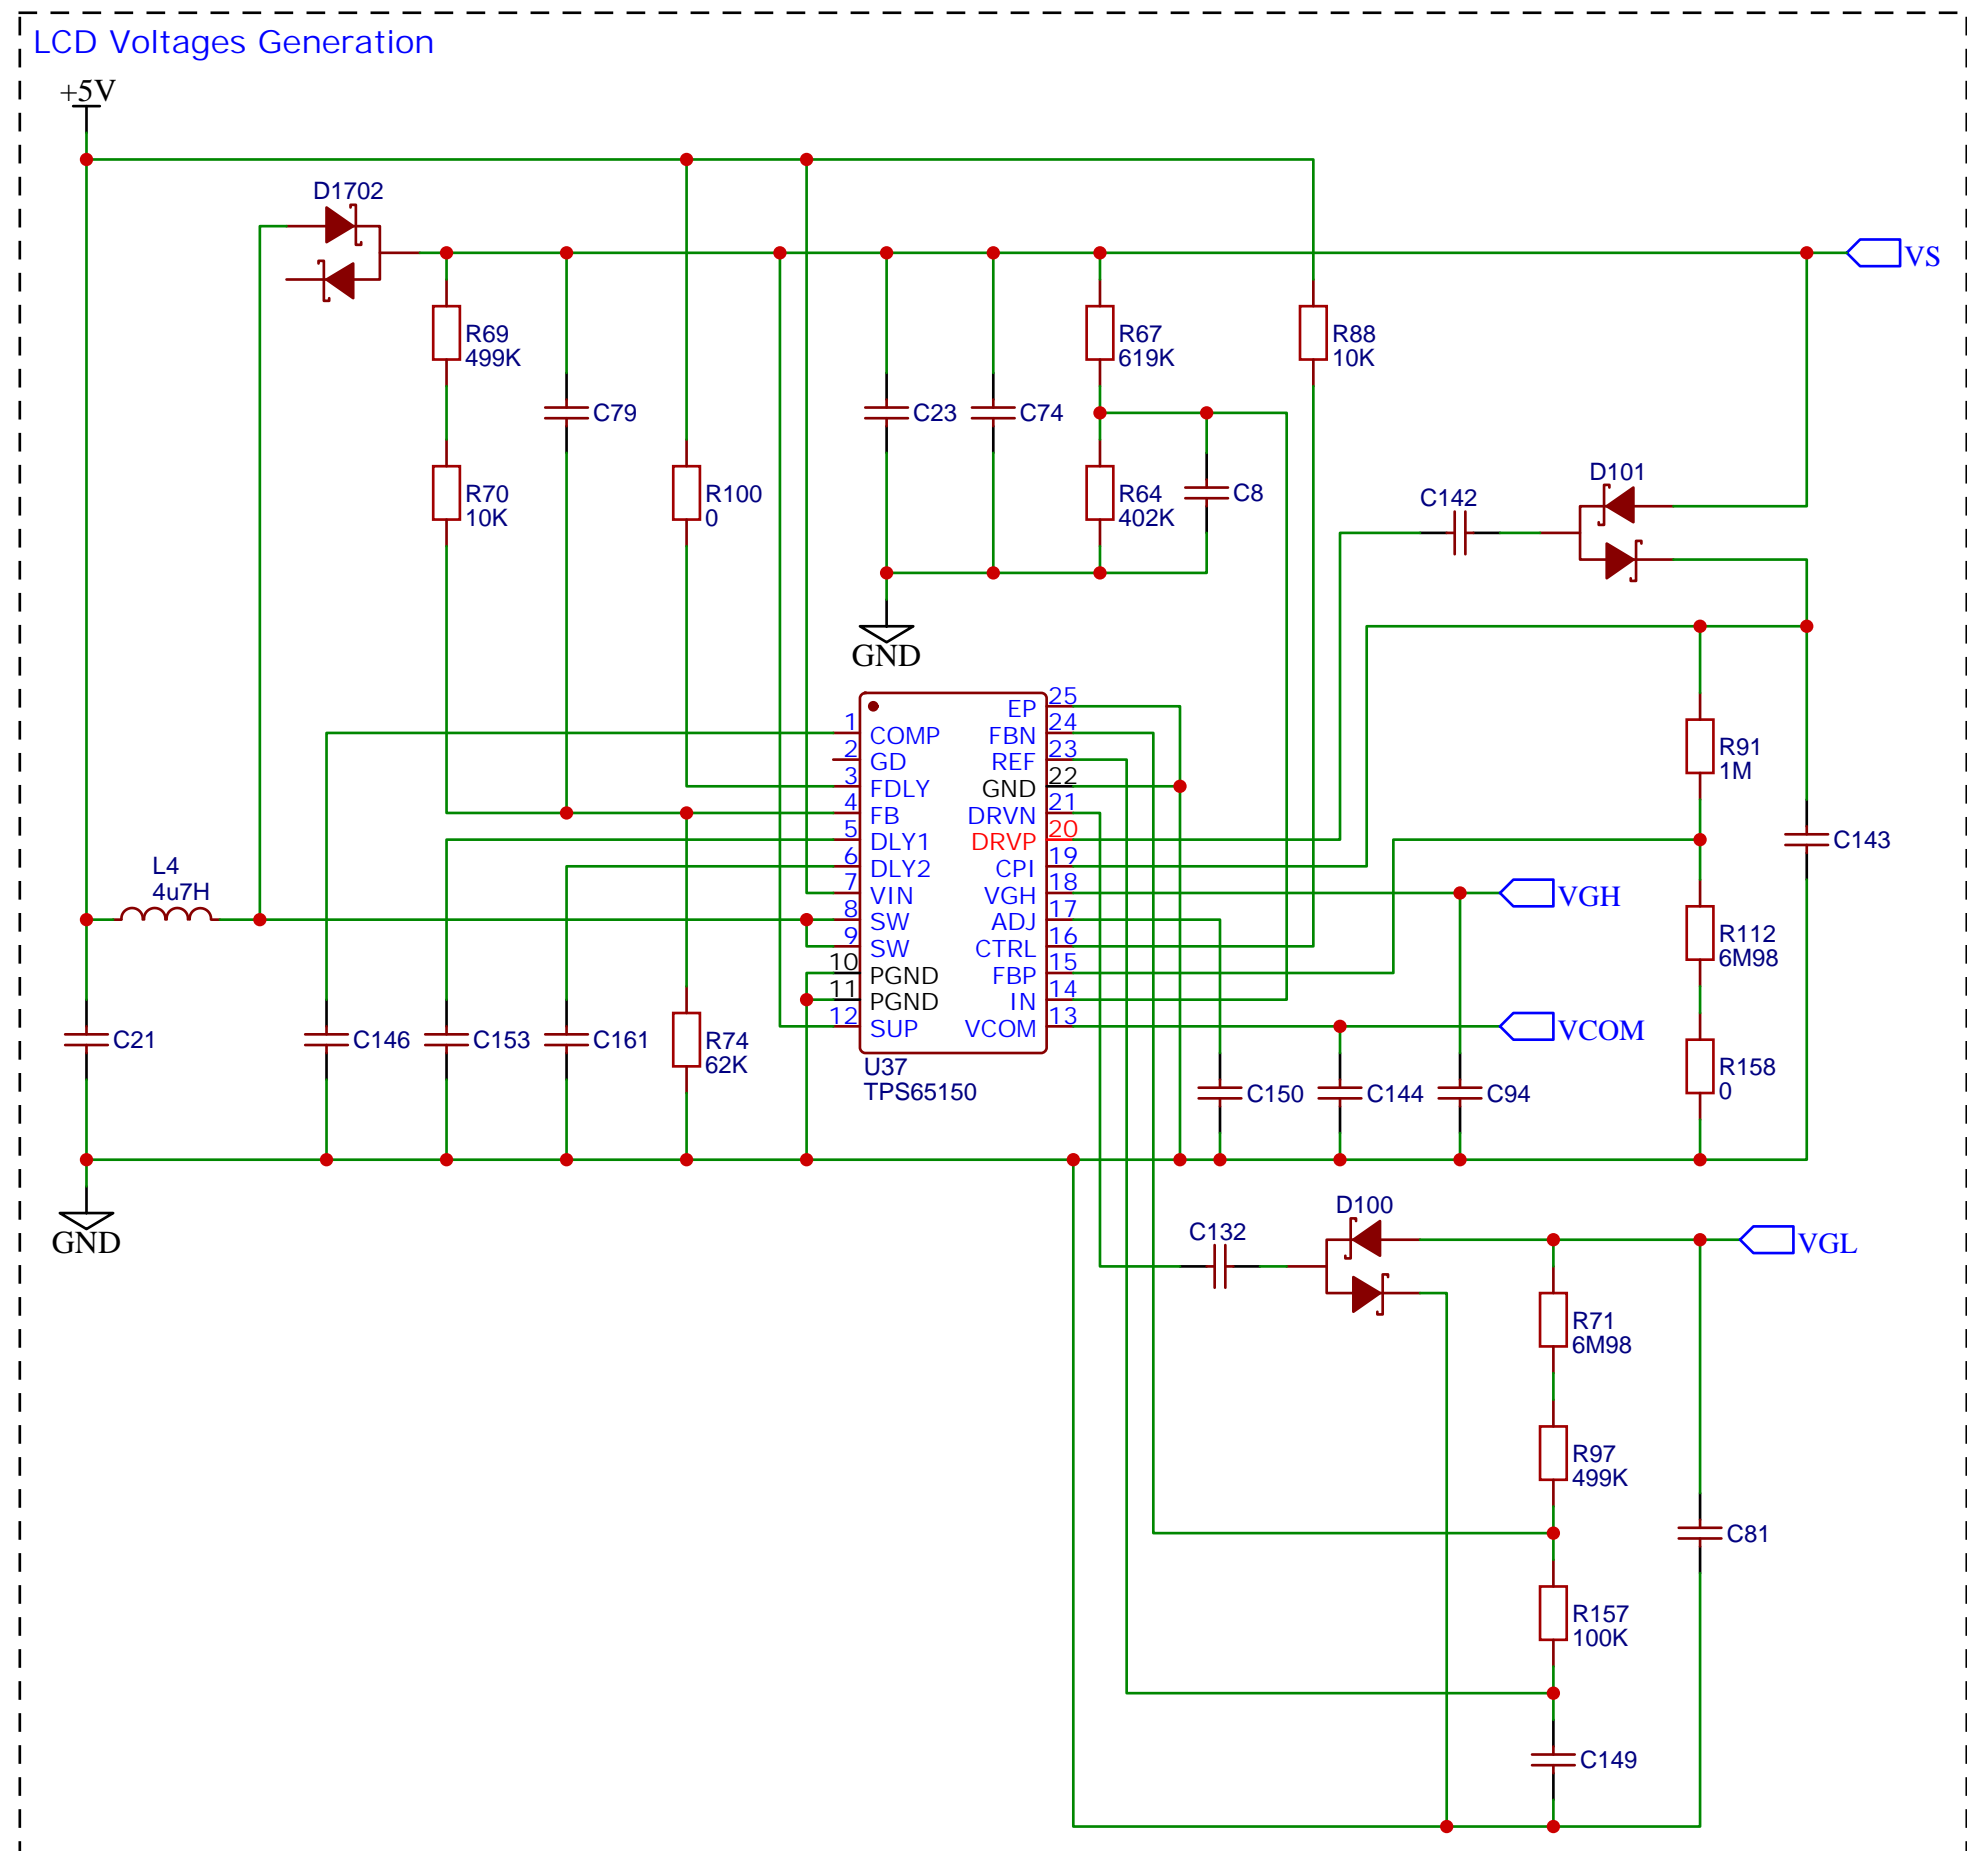 LCD Voltages Generation
+5V
D1702
VS
R69
499K
R67
619K
R88
10K
C79
C23
C74
R70
10K
R100
0
R64
402K
C8
C142
D101
GND
R91
1M
C143
1
COMP
2
GD
3
FDLY
4
FB
5
DLY1
6
DLY2
7
VIN
8
SW
9
SW
10
PGND
11
PGND
12
SUP
25
EP
24
FBN
23
REF
22
GND
21
DRVN
20
DRVP
19
CPI
18
VGH
17
ADJ
16
CTRL
15
FBP
14
IN
13
VCOM
U37
TPS65150
L4
4u7H
VGH
VCOM
R112
6M98
R158
0
C21
C146
C153
C161
R74
62K
C150
C144
C94
GND
C132
D100
VGL
R71
6M98
R97
499K
C81
R157
100K
C149